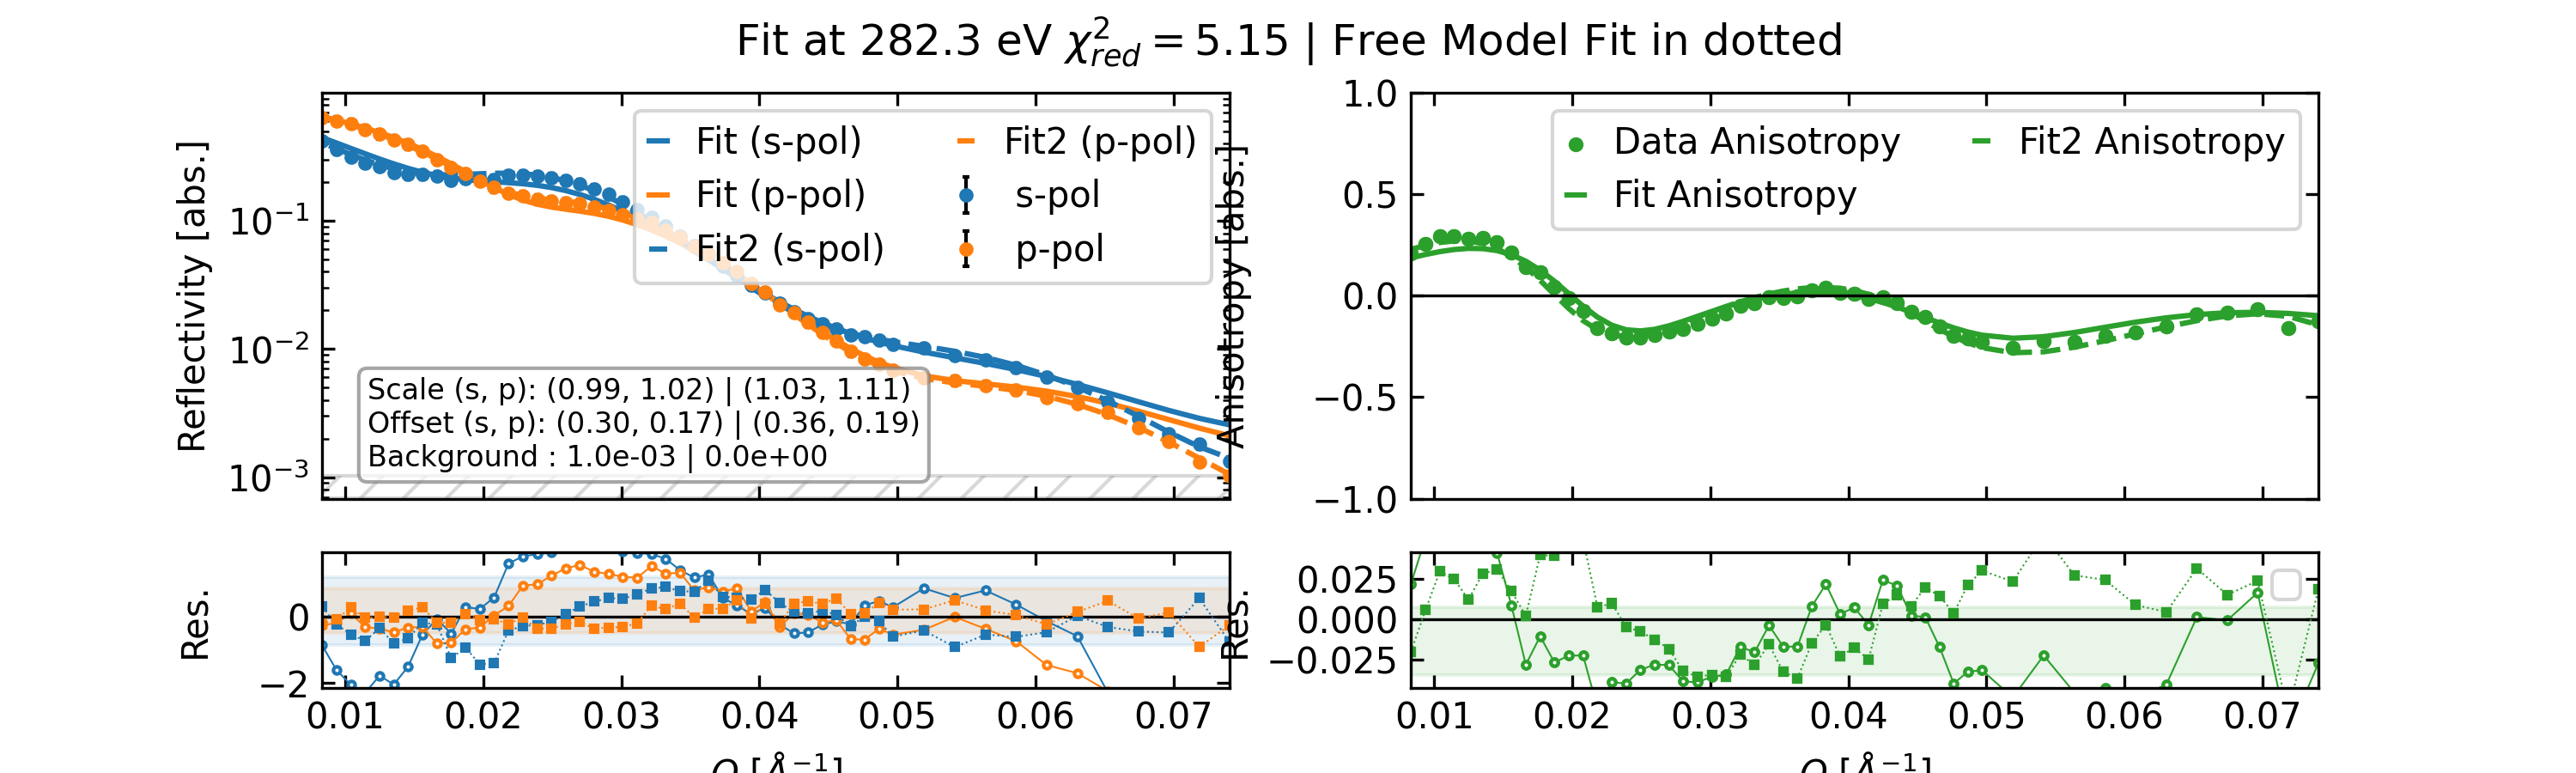 Fit at 282.3 eV χ²red = 5.15 | Free Model Fit in dotted
Reflectivity [abs.]
10⁻¹
10⁻²
10⁻³
Fit (s-pol)
Fit (p-pol)
Fit2 (s-pol)
Fit2 (p-pol)
s-pol
p-pol
Scale (s, p): (0.99, 1.02) | (1.03, 1.11)
Offset (s, p): (0.30, 0.17) | (0.36, 0.19)
Background : 1.0e-03 | 0.0e+00
Anisotropy [abs.]
1.0
0.5
0.0
−0.5
−1.0
Data Anisotropy
Fit Anisotropy
Fit2 Anisotropy
Res.
0
−2
0.01 0.02 0.03 0.04 0.05 0.06 0.07
Q [Å⁻¹]
Res.
0.025
0.000
−0.025
0.01 0.02 0.03 0.04 0.05 0.06 0.07
Q [Å⁻¹]